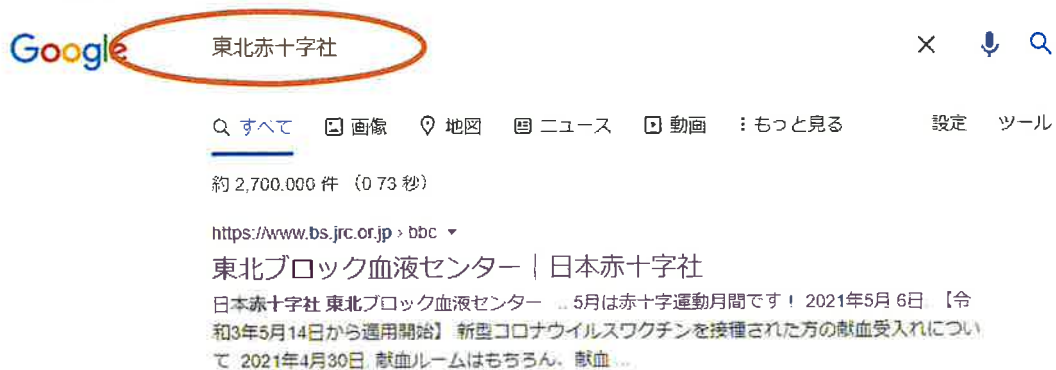 Google 東北赤十字社
すべて 画像 地図 ニュース 動画 もっと見る 設定 ツール
約 2,700,000 件 (0.73 秒)
https://www.bs.jrc.or.jp › bbc
東北ブロック血液センター | 日本赤十字社
日本赤十字社 東北ブロック血液センター ... 5月は赤十字運動月間です! 2021年5月 6日. 【令
和3年5月14日から適用開始】 新型コロナウイルスワクチンを接種された方の献血受入れについ
て 2021年4月30日. 献血ルームはもちろん、献血 ...